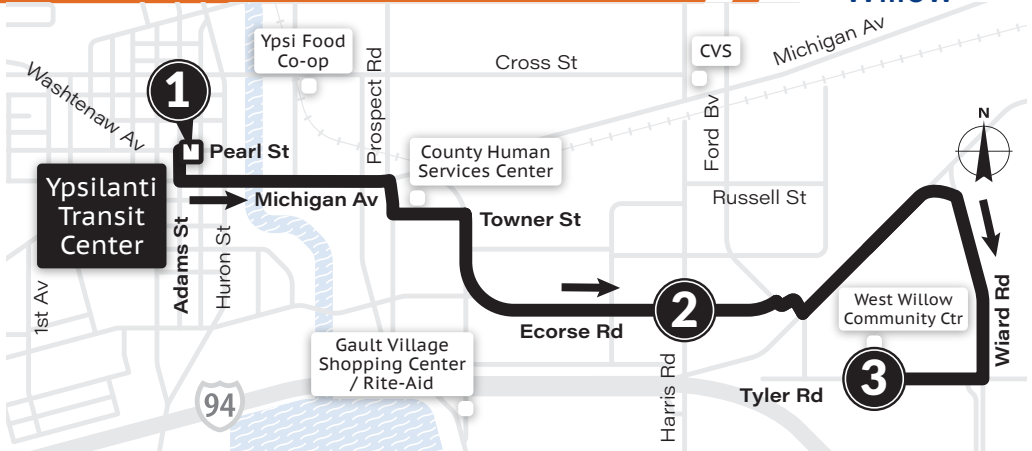 Willow
Ypsi Food
Co-op
Prospect Rd
Cross St
CVS
Michigan Av
Washtenaw Av
1
Pearl St
County Human
Services Center
Ford Bv
N
Ypsilanti
Transit
Center
Michigan Av
Russell St
Towner St
Adams St
Huron St
1st Av
Ecorse Rd
2
West Willow
Community Ctr
Wiard Rd
Gault Village
Shopping Center
/ Rite-Aid
Harris Rd
Tyler Rd
3
94